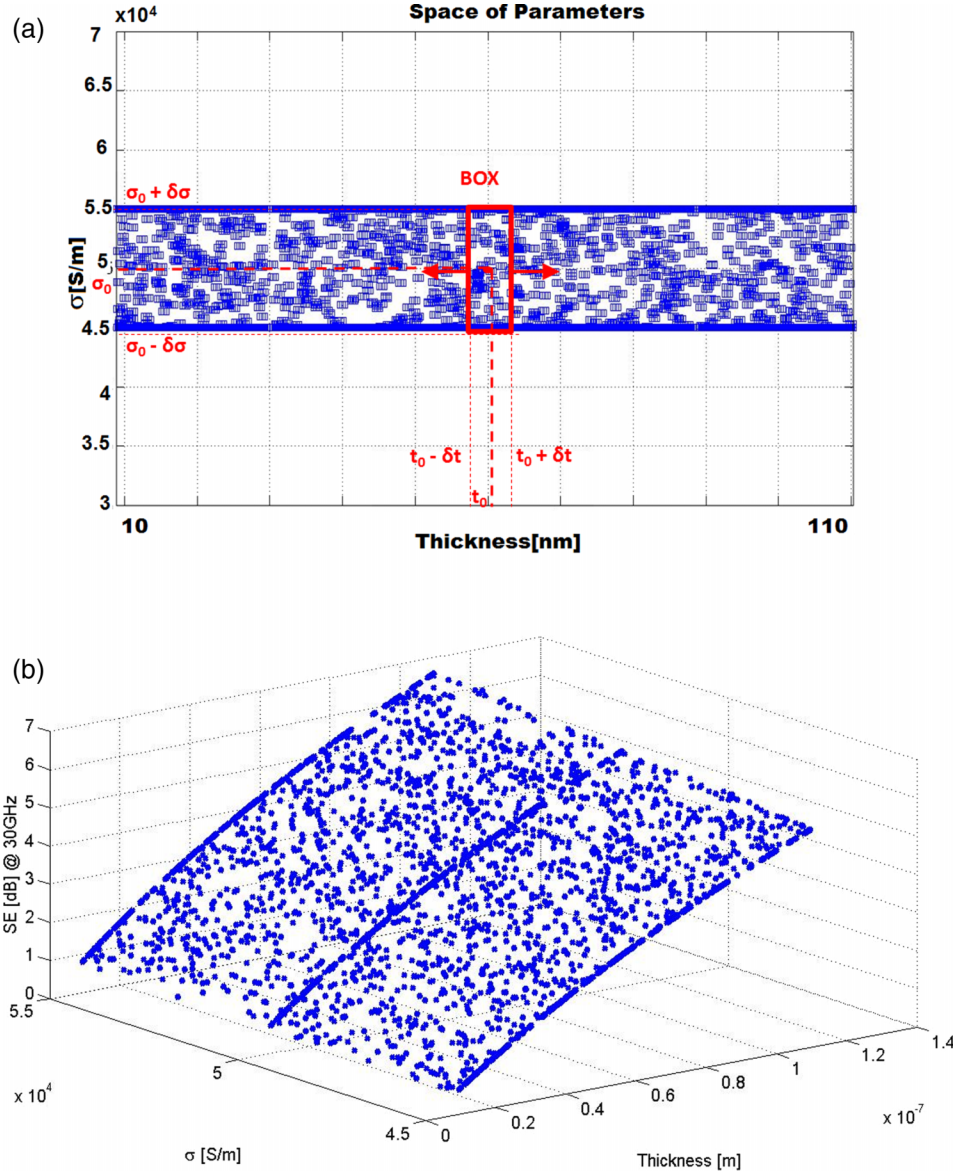 (a)
x10⁴
Space of Parameters
7
6.5
6
σ₀ + δσ
BOX
5.5
5
σ[S/m]
σ₀
4.5
σ₀ - δσ
4
3.5
t₀ - δt
t₀ + δt
t₀
3
10
110
Thickness[nm]
(b)
7
6
5
4
3
2
1
0
SE [dB] @ 30GHz
5.5
5
4.5
x 10⁴
σ [S/m]
0
0.2
0.4
0.6
0.8
1
1.2
1.4
x 10⁻⁷
Thickness [m]